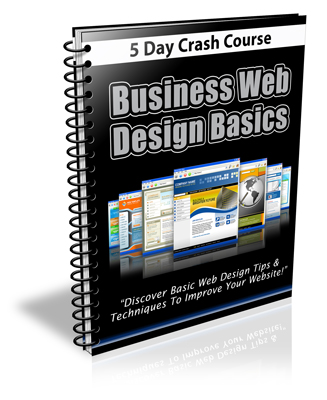 5 Day Crash Course
Business Web
Design Basics
"Discover Basic Web Design Tips &
Techniques To Improve Your Website!"